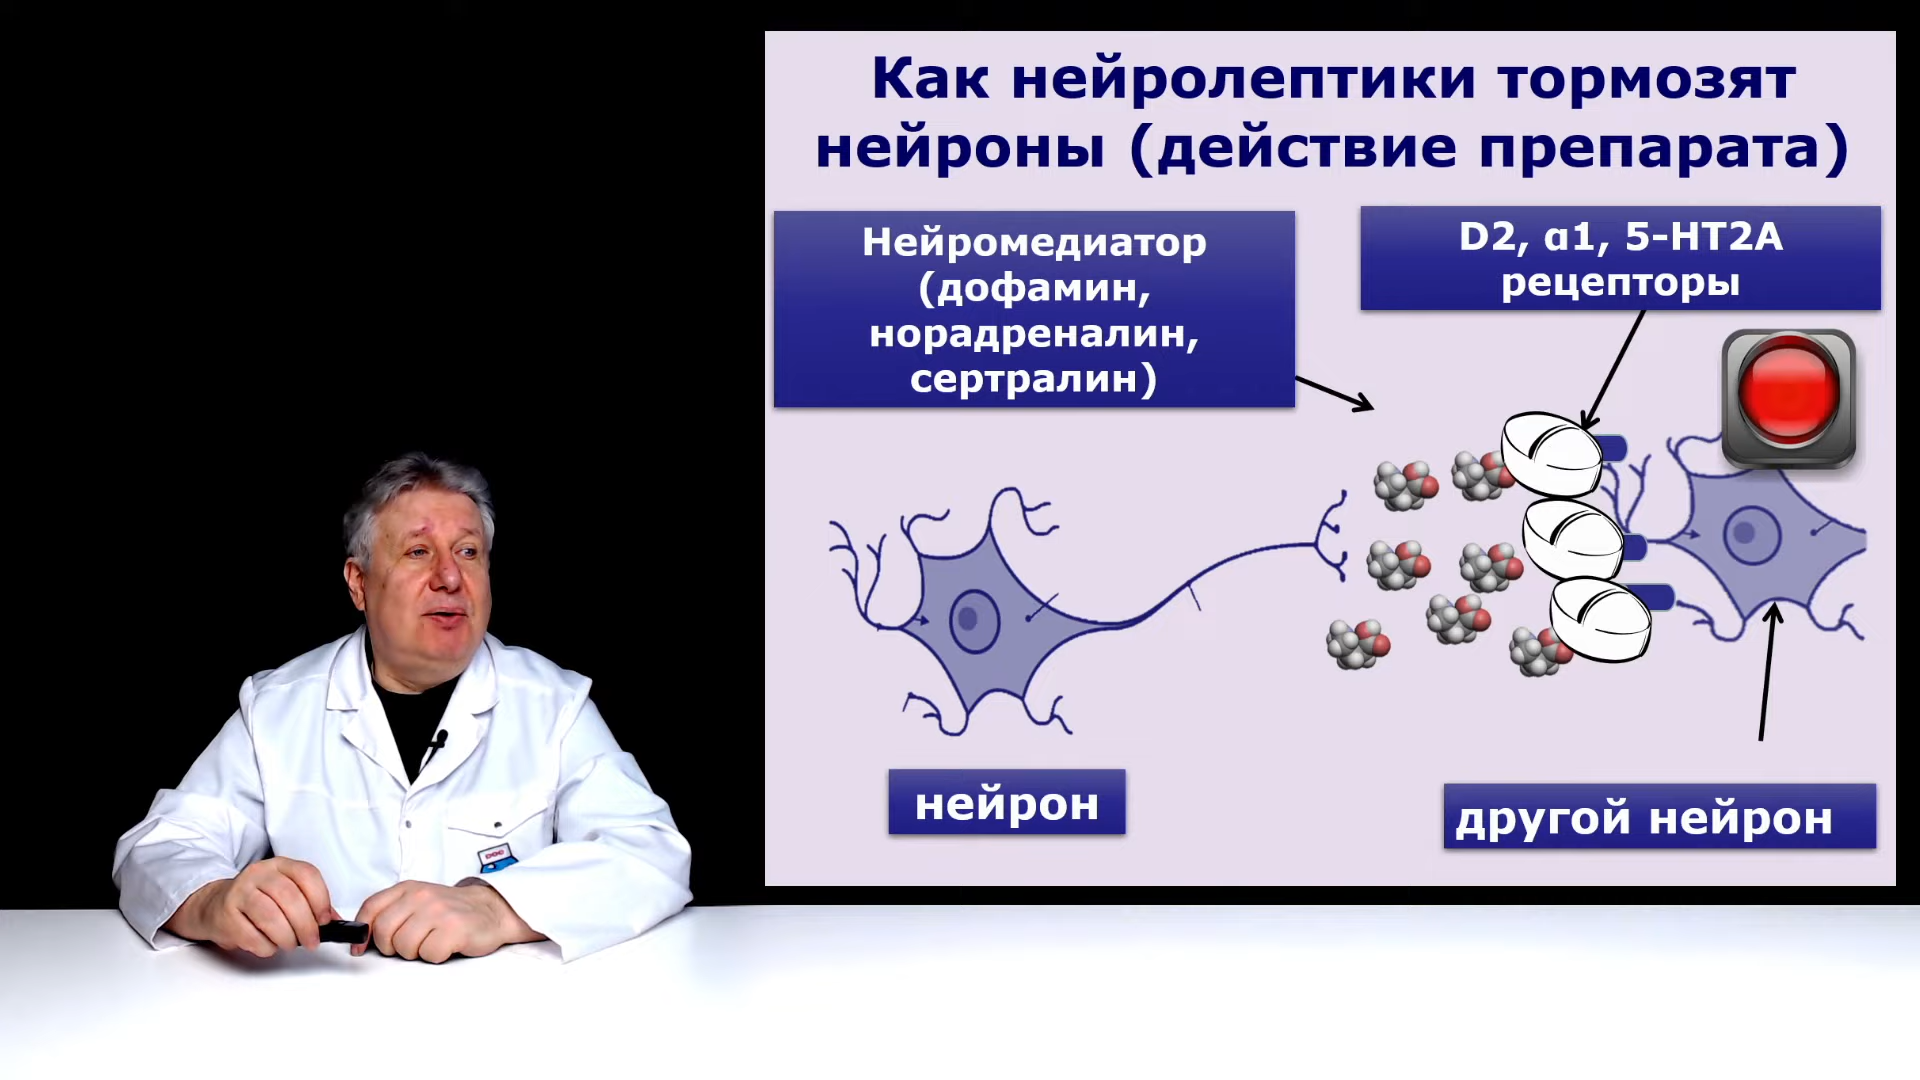 Как нейролептики тормозят
нейроны (действие препарата)
Нейромедиатор
(дофамин,
норадреналин,
сертралин)
D2, α1, 5-HT2A
рецепторы
нейрон
другой нейрон